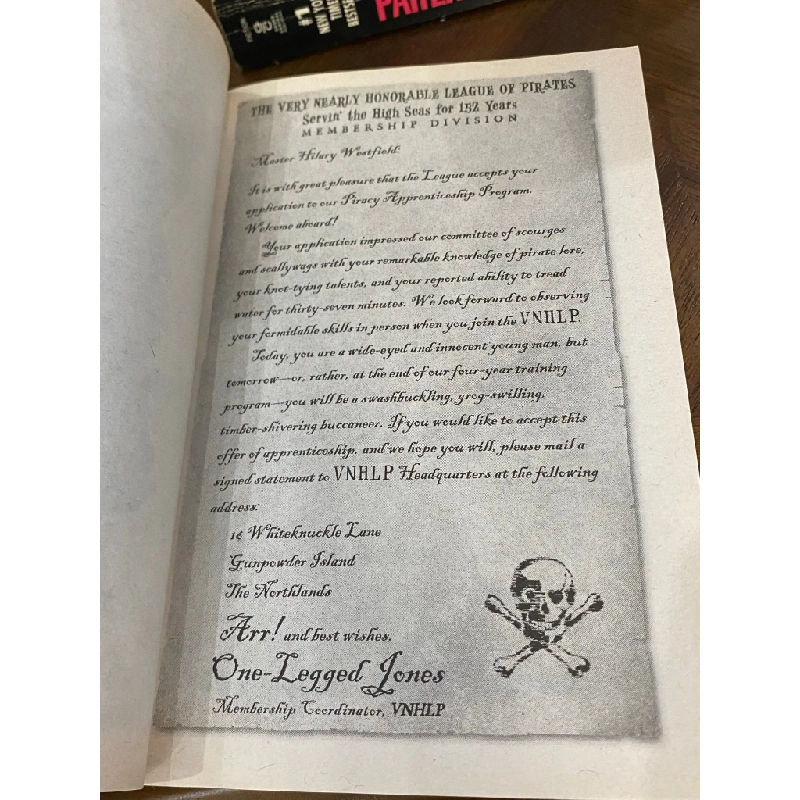 THE VERY NEARLY HONORABLE LEAGUE OF PIRATES
Servin' the High Seas for 152 Years
MEMBERSHIP DIVISION
Master Hilary Westfield:
It is with great pleasure that the League accepts your
application to our Piracy Apprenticeship Program.
Welcome aboard!
Your application impressed our committee of scourges
and scallywags with your remarkable knowledge of pirate lore,
your knot-tying talents, and your reported ability to tread
water for thirty-seven minutes. We look forward to observing
your formidable skills in person when you join the VNHLP.
Today, you are a wide-eyed and innocent young man, but
tomorrow—or, rather, at the end of our four-year training
program—you will be a swashbuckling, grog-swilling,
timber-shivering buccaneer. If you would like to accept this
offer of apprenticeship, and we hope you will, please mail a
signed statement to VNHLP Headquarters at the following
address:
Whiteknuckle Lane
Gunpowder Island
The Northlands
Arr! and best wishes,
One-Legged Jones
Membership Coordinator, VNHLP